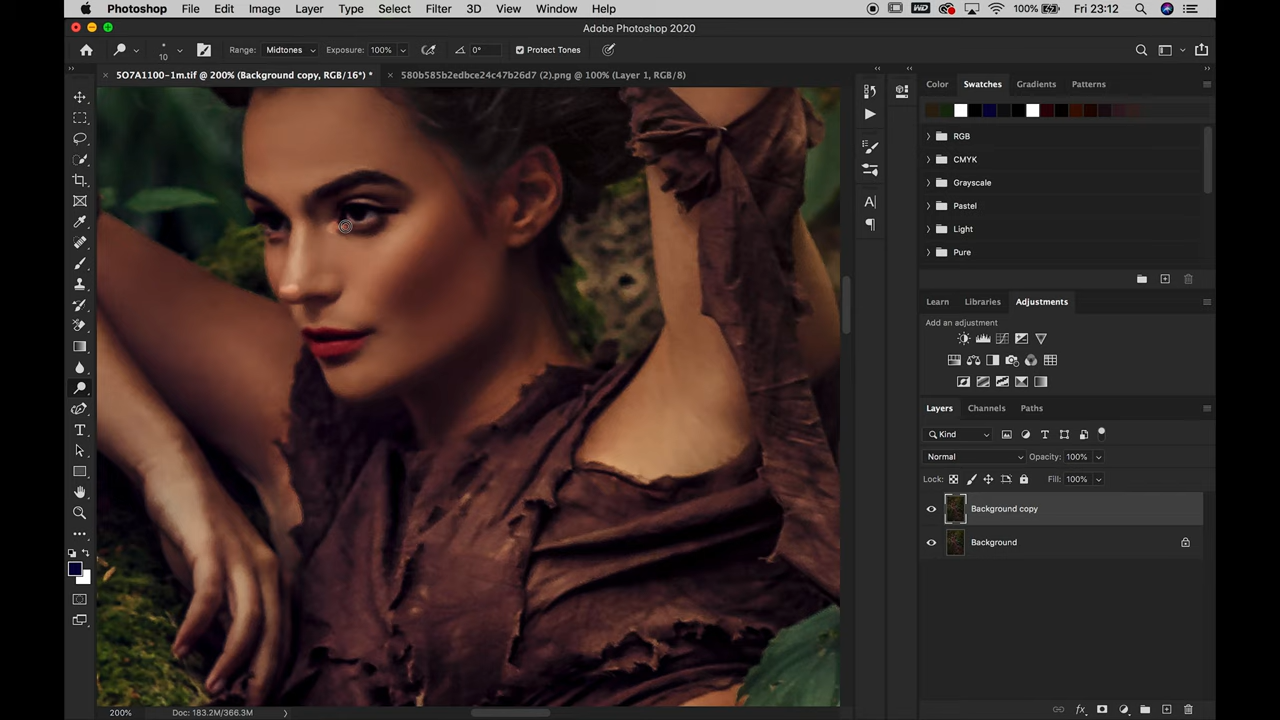 Photoshop File Edit Image Layer Type Select Filter 3D View Window Help 100% Fri 23:12
Adobe Photoshop 2020
10 Range: Midtones Exposure: 100% 0° Protect Tones
5O7A1100-1m.tif @ 200% (Background copy, RGB/16*) * 580b585b2edbce24c47b26d7 (2).png @ 100% (Layer 1, RGB/8)
Color Swatches Gradients Patterns
RGB
CMYK
Grayscale
Pastel
Light
Pure
Learn Libraries Adjustments
Add an adjustment
Layers Channels Paths
Kind
Normal Opacity: 100%
Lock: Fill: 100%
Background copy
Background
200% Doc: 183.2M/366.3M